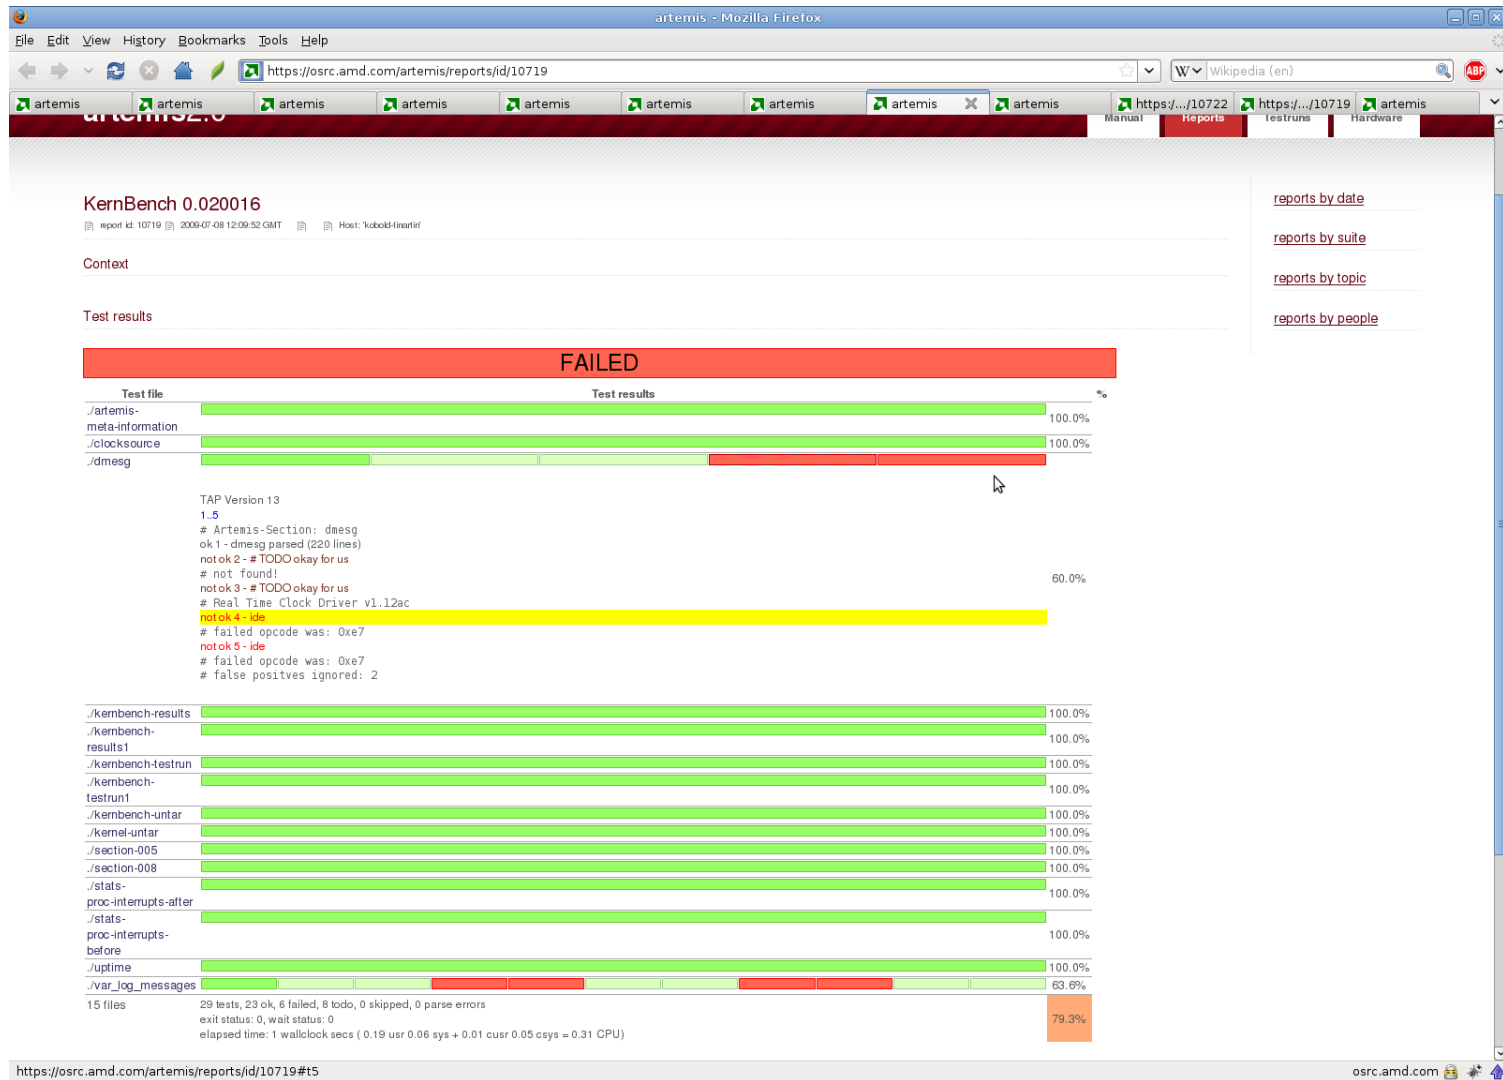 artemis - Mozilla Firefox
File Edit View History Bookmarks Tools Help
https://osrc.amd.com/artemis/reports/id/10719
W Wikipedia (en)
ABP
artemis artemis artemis artemis artemis artemis artemis artemis artemis https:/.../10722 https:/.../10719 artemis
artemis2.0
Manual Reports Testruns Hardware
KernBench 0.020016
report id: 10719 2009-07-08 12:09:52 GMT Host: 'kobold-linartin'
Context
Test results
reports by date
reports by suite
reports by topic
reports by people
FAILED
Test file Test results %
./artemis-
meta-information 100.0%
./clocksource 100.0%
./dmesg
TAP Version 13
1..5
# Artemis-Section: dmesg
ok 1 - dmesg parsed (220 lines)
not ok 2 - # TODO okay for us
# not found!
not ok 3 - # TODO okay for us
# Real Time Clock Driver v1.12ac
not ok 4 - ide
# failed opcode was: 0xe7
not ok 5 - ide
# failed opcode was: 0xe7
# false positves ignored: 2
60.0%
./kernbench-results 100.0%
./kernbench-
results1 100.0%
./kernbench-testrun 100.0%
./kernbench-
testrun1 100.0%
./kernbench-untar 100.0%
./kernel-untar 100.0%
./section-005 100.0%
./section-008 100.0%
./stats-
proc-interrupts-after 100.0%
./stats-
proc-interrupts-
before 100.0%
./uptime 100.0%
./var_log_messages 63.6%
15 files 29 tests, 23 ok, 6 failed, 8 todo, 0 skipped, 0 parse errors
exit status: 0, wait status: 0
elapsed time: 1 wallclock secs ( 0.19 usr 0.06 sys + 0.01 cusr 0.05 csys = 0.31 CPU)
79.3%
https://osrc.amd.com/artemis/reports/id/10719#t5
osrc.amd.com